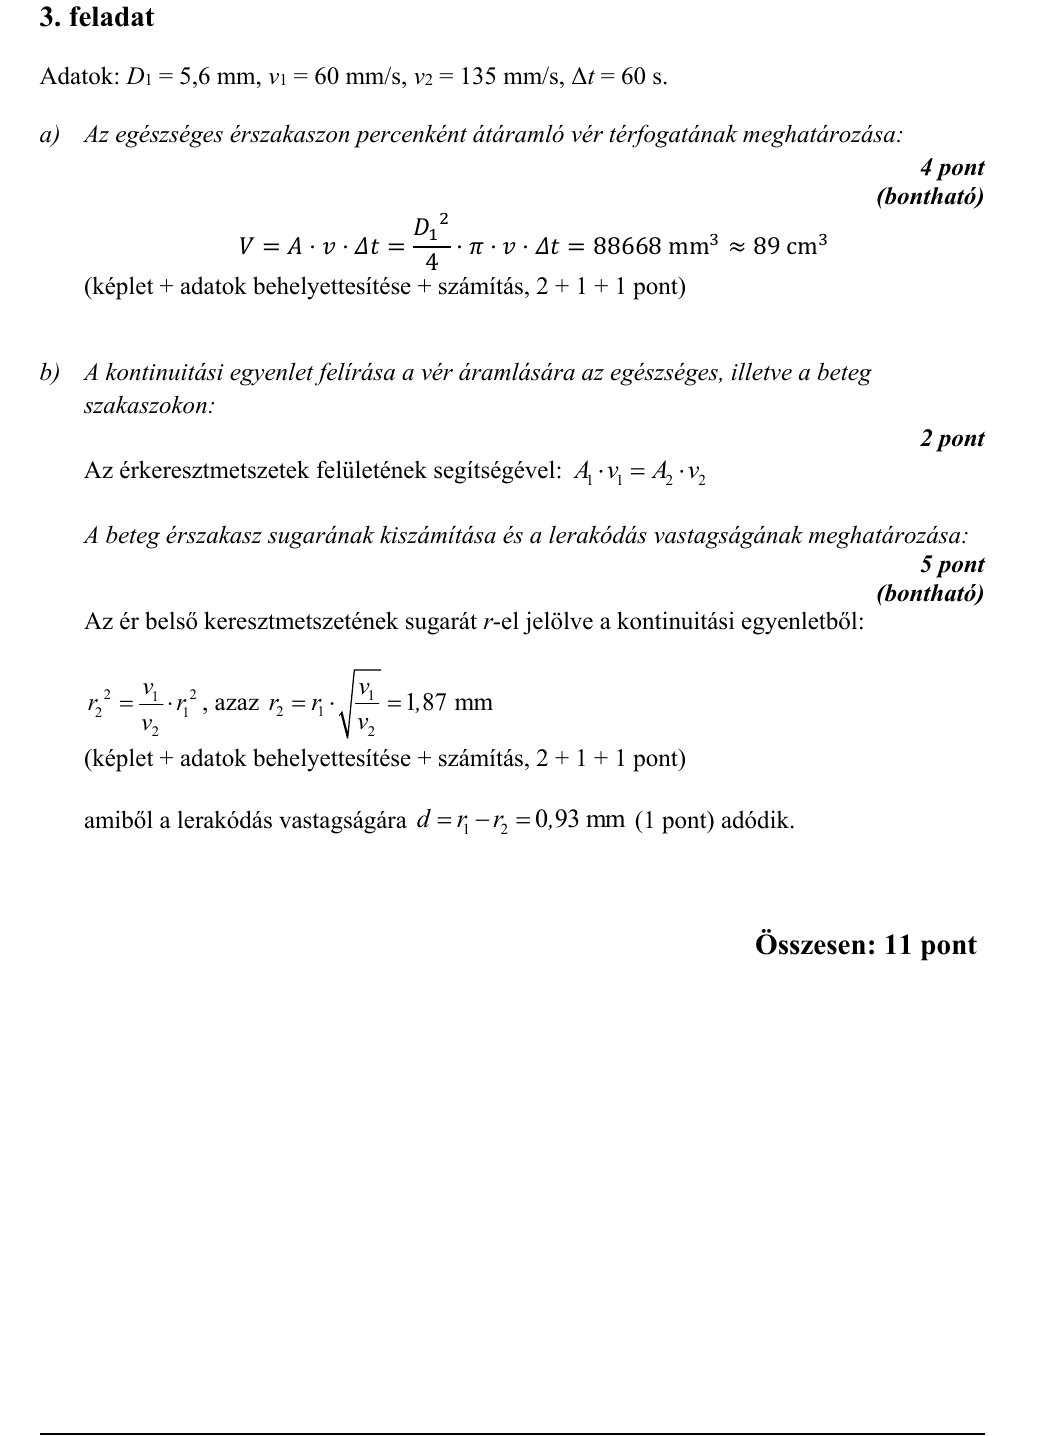 3. feladat
Adatok: D₁ = 5,6 mm, v₁ = 60 mm/s, v₂ = 135 mm/s, Δt = 60 s.
a) Az egészséges érszakaszon percenként átáramló vér térfogatának meghatározása:
4 pont
(bontható)
V = A · v · Δt = D₁²/4 · π · v · Δt = 88668 mm³ ≈ 89 cm³
(képlet + adatok behelyettesítése + számítás, 2 + 1 + 1 pont)
b) A kontinuitási egyenlet felírása a vér áramlására az egészséges, illetve a beteg
szakaszokon:
2 pont
Az érkeresztmetszetek felületének segítségével: A₁ · v₁ = A₂ · v₂
A beteg érszakasz sugarának kiszámítása és a lerakódás vastagságának meghatározása:
5 pont
(bontható)
Az ér belső keresztmetszetének sugarát r-el jelölve a kontinuitási egyenletből:
r₂² = v₁/v₂ · r₁² , azaz r₂ = r₁ · √(v₁/v₂) = 1,87 mm
(képlet + adatok behelyettesítése + számítás, 2 + 1 + 1 pont)
amiből a lerakódás vastagságára d = r₁ − r₂ = 0,93 mm (1 pont) adódik.
Összesen: 11 pont